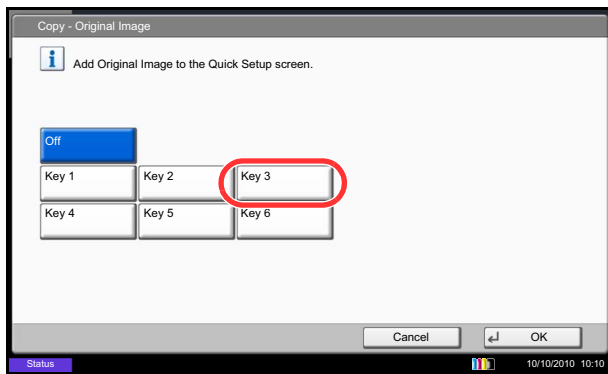 Copy - Original Image
Add Original Image to the Quick Setup screen.
Off
Key 1 Key 2 Key 3
Key 4 Key 5 Key 6
Cancel OK
Status 10/10/2010 10:10